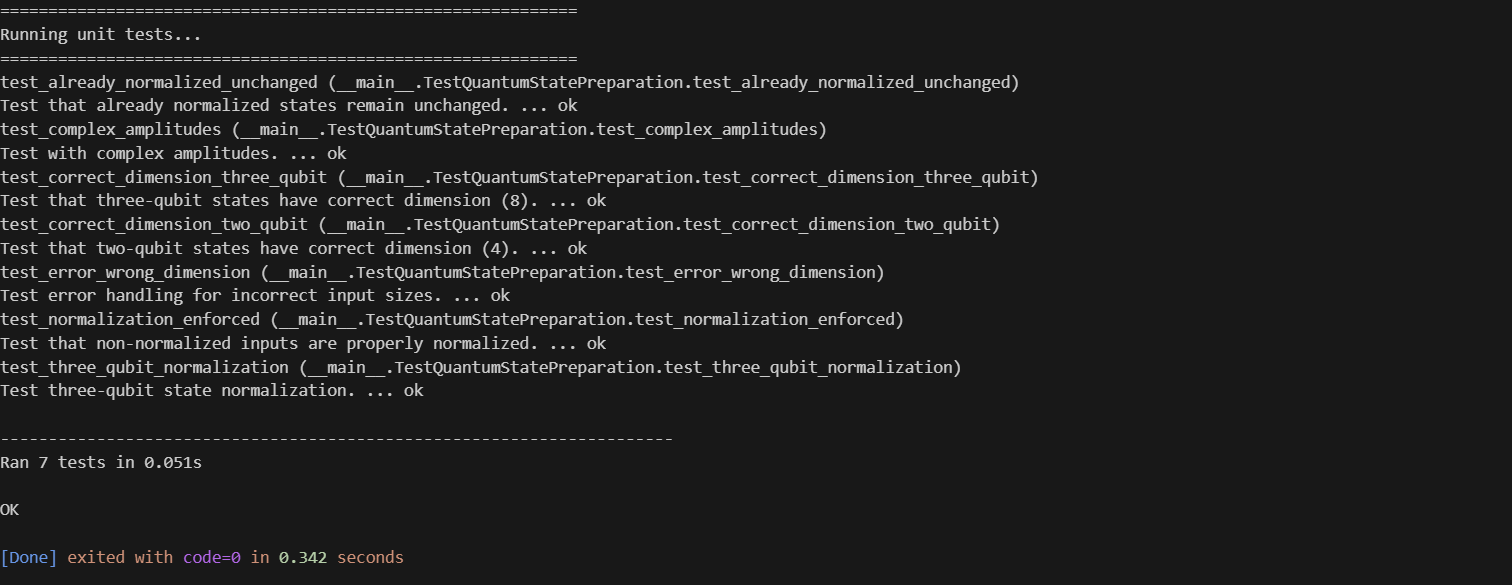 ============================================================
Running unit tests...
============================================================
test_already_normalized_unchanged (__main__.TestQuantumStatePreparation.test_already_normalized_unchanged)
Test that already normalized states remain unchanged. ... ok
test_complex_amplitudes (__main__.TestQuantumStatePreparation.test_complex_amplitudes)
Test with complex amplitudes. ... ok
test_correct_dimension_three_qubit (__main__.TestQuantumStatePreparation.test_correct_dimension_three_qubit)
Test that three-qubit states have correct dimension (8). ... ok
test_correct_dimension_two_qubit (__main__.TestQuantumStatePreparation.test_correct_dimension_two_qubit)
Test that two-qubit states have correct dimension (4). ... ok
test_error_wrong_dimension (__main__.TestQuantumStatePreparation.test_error_wrong_dimension)
Test error handling for incorrect input sizes. ... ok
test_normalization_enforced (__main__.TestQuantumStatePreparation.test_normalization_enforced)
Test that non-normalized inputs are properly normalized. ... ok
test_three_qubit_normalization (__main__.TestQuantumStatePreparation.test_three_qubit_normalization)
Test three-qubit state normalization. ... ok
----------------------------------------------------------------------
Ran 7 tests in 0.051s
OK
[Done] exited with code=0 in 0.342 seconds